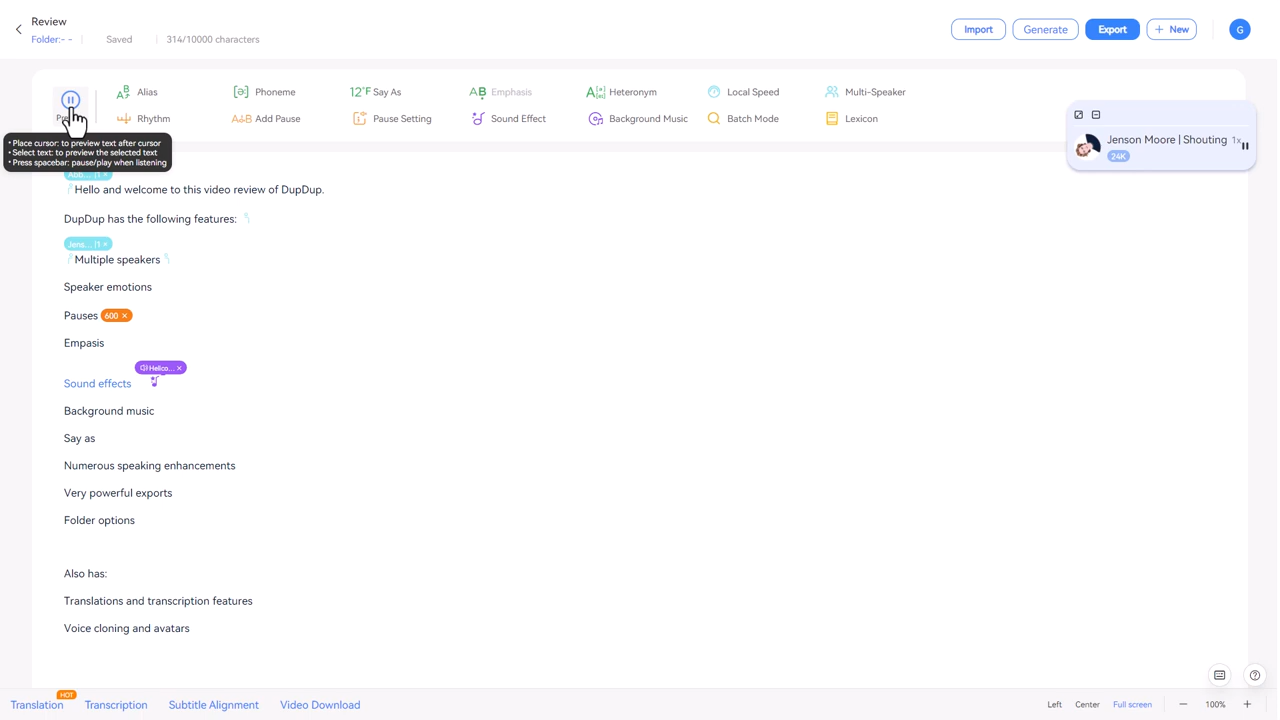 Review
Folder:- -
Saved
314/10000 characters
Import
Generate
Export
+ New
G
Alias
Phoneme
12°F Say As
Emphasis
Heteronym
Local Speed
Multi-Speaker
Rhythm
Add Pause
Pause Setting
Sound Effect
Background Music
Batch Mode
Lexicon
• Place cursor: to preview text after cursor
• Select text: to preview the selected text
• Press spacebar: pause/play when listening
Jenson Moore | Shouting 1x
24K
Hello and welcome to this video review of DupDup.
DupDup has the following features:
Jens... |1 ×
Multiple speakers
Speaker emotions
Pauses 600 ×
Empasis
Helico... ×
Sound effects
Background music
Say as
Numerous speaking enhancements
Very powerful exports
Folder options
Also has:
Translations and transcription features
Voice cloning and avatars
HOT
Translation
Transcription
Subtitle Alignment
Video Download
Left
Center
Full screen
100%